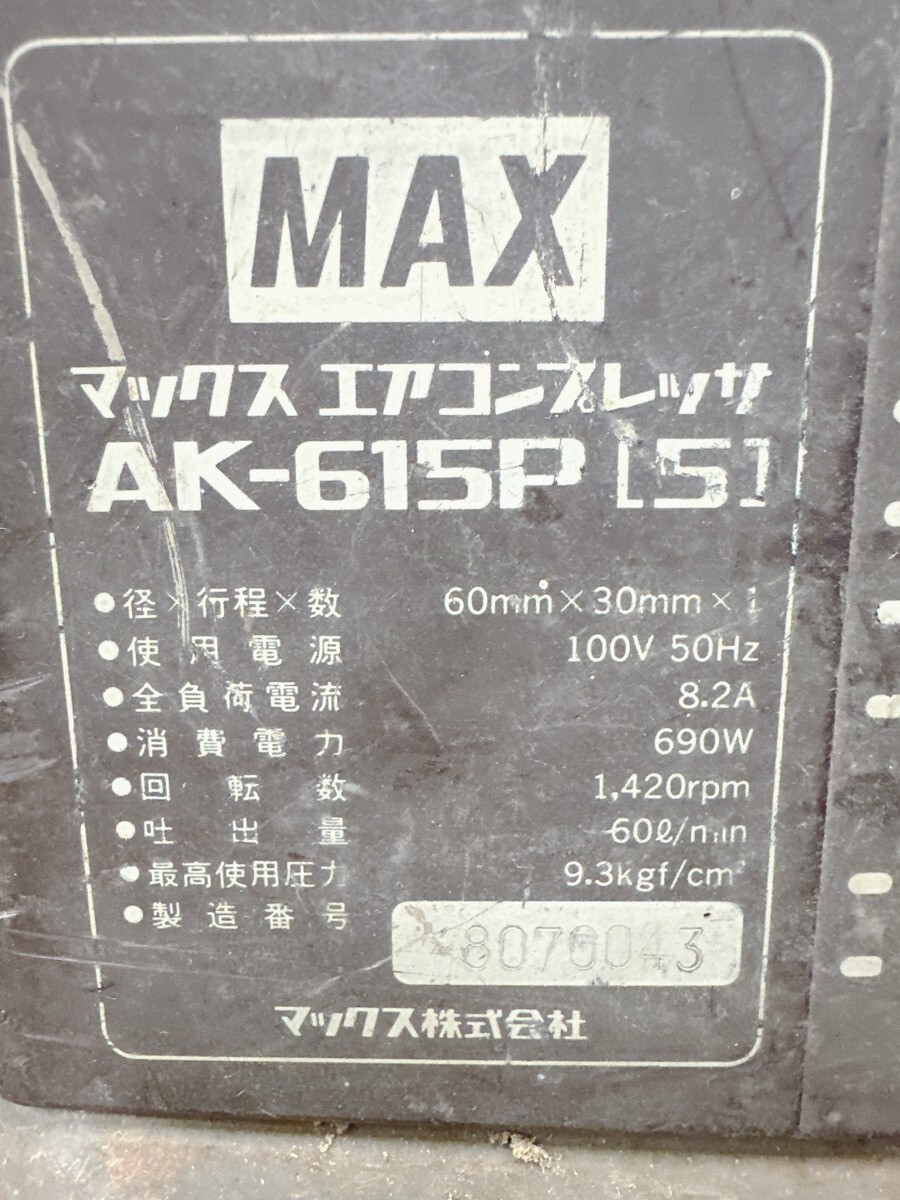 MAX
マックス エアコンプレッサ
AK-615P [S]
●径×行程×数 60mm×30mm×1
●使用電源 100V 50Hz
●全負荷電流 8.2A
●消費電力 690W
●回転数 1,420rpm
●吐出量 60ℓ/min
●最高使用圧力 9.3kgf/cm²
●製造番号
マックス株式会社